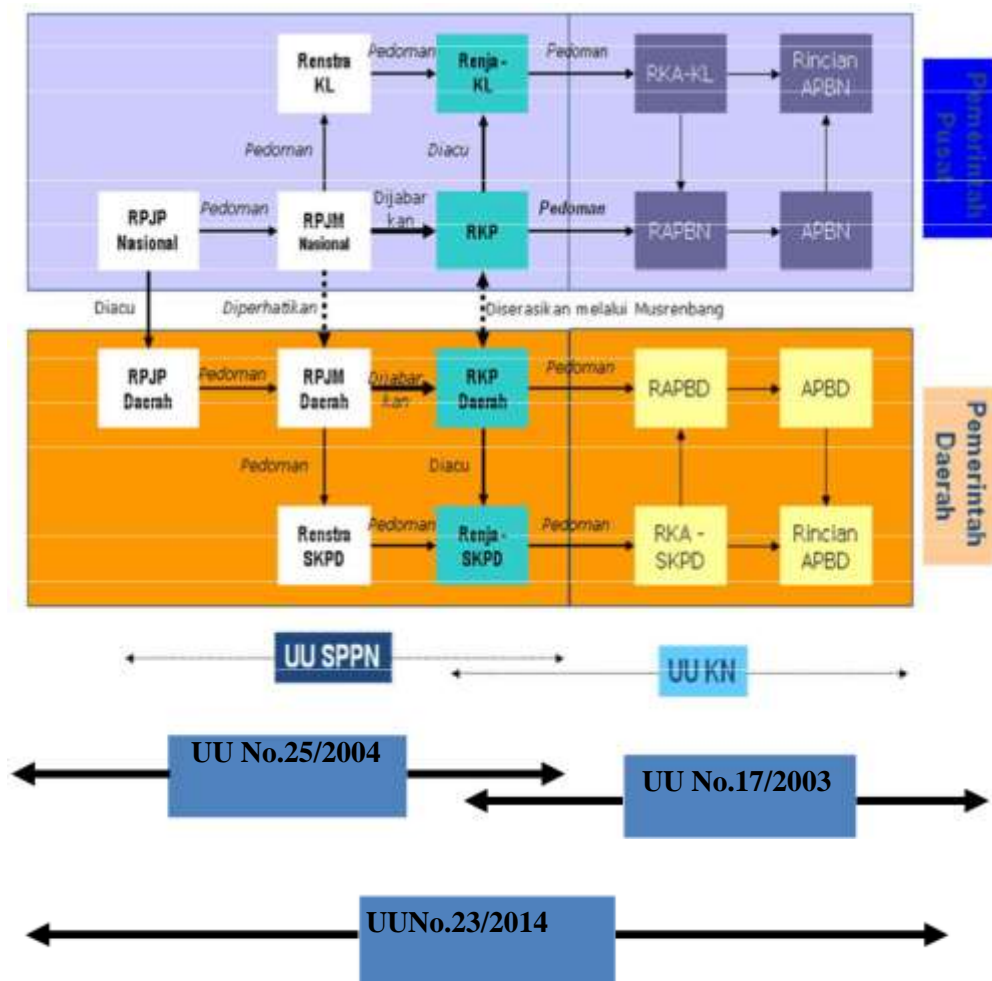 Pedoman
Pedoman
Renstra
KL
Renja -
KL
RKA-KL
Rincian
APBN
Pemerintah
Pusat
Pedoman
Diacu
RPJP
Nasional
Pedoman
RPJM
Nasional
Dijabar
kan
RKP
Pedoman
RAPBN
APBN
Diacu
Diperhatikan
Diserasikan melalui Musrenbang
RPJP
Daerah
Pedoman
RPJM
Daerah
Dijabar
kan
RKP
Daerah
Pedoman
RAPBD
APBD
Pemerintah
Daerah
Pedoman
Diacu
Renstra
SKPD
Pedoman
Renja -
SKPD
Pedoman
RKA -
SKPD
Rincian
APBD
UU SPPN
UU KN
UU No.25/2004
UU No.17/2003
UUNo.23/2014